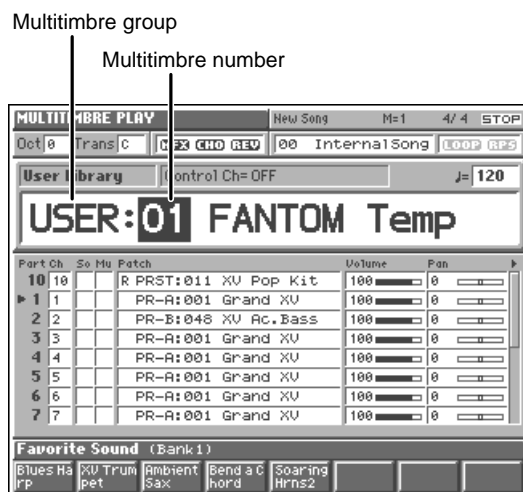 Multitimbre group
Multitimbre number
MULTITIMBRE PLAY New Song M=1 4/ 4 STOP
Oct 0 Trans C MFX CHO REV 00 InternalSong LOOP RPS
User Library Control Ch= OFF ♩= 120
USER:01 FANTOM Temp
Part Ch So Mu Patch Volume Pan
10 10 R PRST:011 XV Pop Kit 100 0
1 1 PR-A:001 Grand XV 100 0
2 2 PR-B:048 XV Ac.Bass 100 0
3 3 PR-A:001 Grand XV 100 0
4 4 PR-A:001 Grand XV 100 0
5 5 PR-A:001 Grand XV 100 0
6 6 PR-A:001 Grand XV 100 0
7 7 PR-A:001 Grand XV 100 0
Favorite Sound (Bank1)
Blues Ha XV Trum Ambient Bend a C Soaring
rp pet Sax hord Hrns2